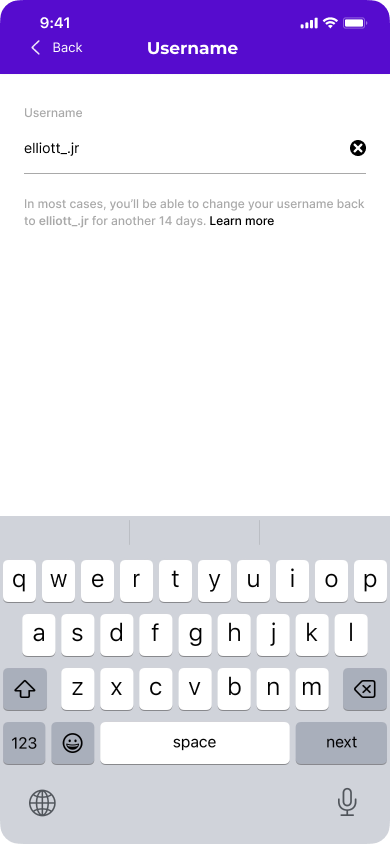 9:41
Back
Username
Username
elliott_.jr
In most cases, you’ll be able to change your username back
to elliott_.jr for another 14 days. Learn more
q w e r t y u i o p
a s d f g h j k l
z x c v b n m
123 space next